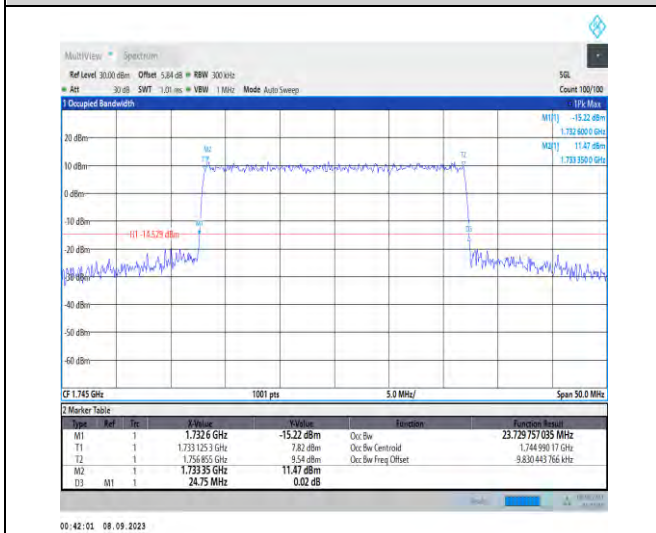 MultiView Spectrum
Ref Level 30.00 dBm Offset 5.84 dB RBW 300 kHz SGL
Att 30 dB SWT 1.01 ms VBW 1 MHz Mode Auto Sweep Count 100/100
1 Occupied Bandwidth 1Pk Max
M1[1] -15.22 dBm
1.732 600 0 GHz
M2[1] 11.47 dBm
1.733 350 0 GHz
20 dBm
M2
T2
10 dBm
0 dBm
-10 dBm
H1 -14.529 dBm
-20 dBm
-30 dBm
-40 dBm
-50 dBm
-60 dBm
CF 1.745 GHz 1001 pts 5.0 MHz/ Span 50.0 MHz
2 Marker Table
Type Ref Trc X-Value Y-Value Function Function Result
M1 1 1.732 6 GHz -15.22 dBm Occ Bw 23.729 757 035 MHz
T1 1 1.733 125 3 GHz 7.82 dBm Occ Bw Centroid 1.744 990 17 GHz
T2 1 1.756 855 GHz 9.54 dBm Occ Bw Freq Offset -9.830 443 766 kHz
M2 1 1.733 35 GHz 11.47 dBm
D3 M1 1 24.75 MHz 0.02 dB
00:42:01 08.09.2023